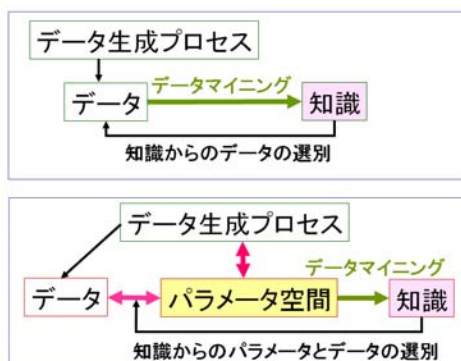 データ生成プロセス
データマイニング
データ
知識
知識からのデータの選別
データ生成プロセス
データマイニング
データ
パラメータ空間
知識
知識からのパラメータとデータの選別